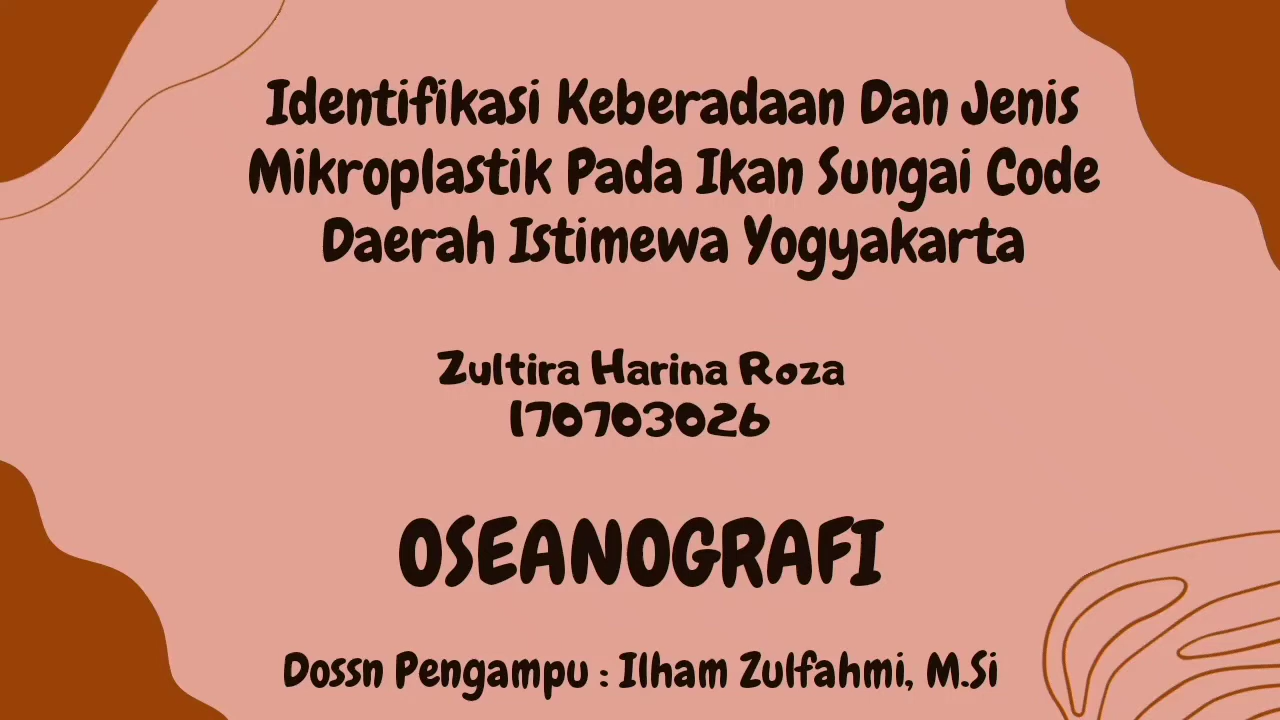 Identifikasi Keberadaan Dan Jenis
Mikroplastik Pada Ikan Sungai Code
Daerah Istimewa Yogyakarta
Zultira Harina Roza
170703026
OSEANOGRAFI
Dossn Pengampu : Ilham Zulfahmi, M.Si